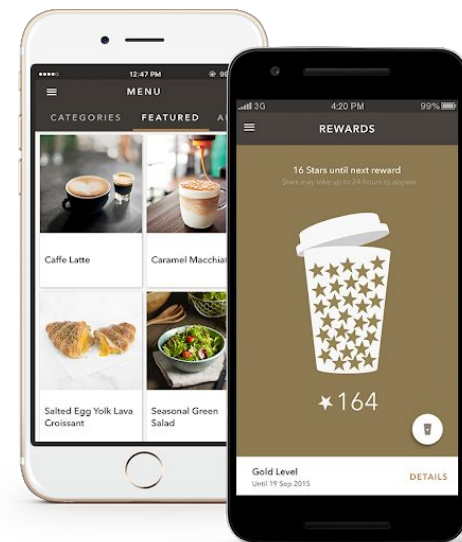 12:47 PM
MENU
CATEGORIES FEATURED
Caffe Latte
Caramel Macchiat
Salted Egg Yolk Lava
Croissant
Seasonal Green
Salad
3G
4:20 PM
99%
REWARDS
16 Stars until next reward
Stars may take up to 24 hours to appear
164
Gold Level
Until 19 Sep 2015
DETAILS